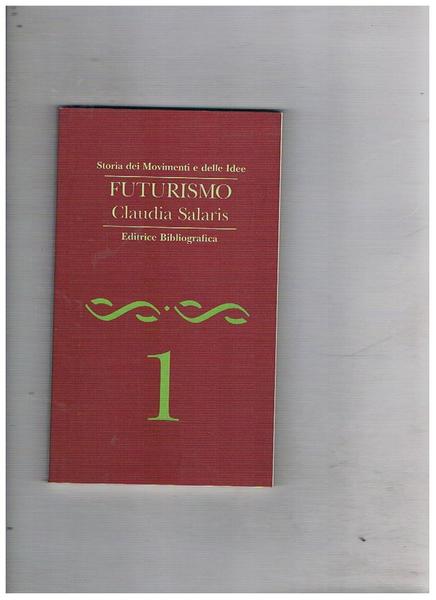 Storia dei Movimenti e delle Idee
FUTURISMO
Claudia Salaris
Editrice Bibliografica
1